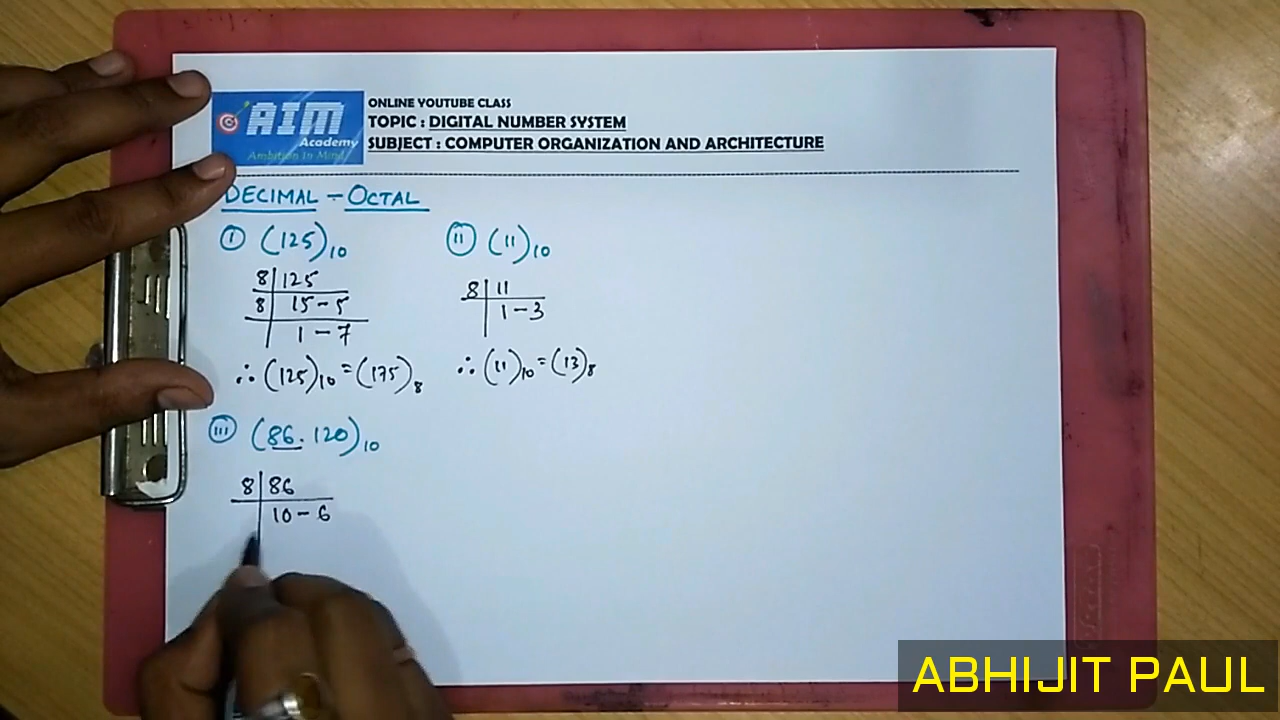 AIM
Academy
Ambition In Mind
ONLINE YOUTUBE CLASS
TOPIC : DIGITAL NUMBER SYSTEM
SUBJECT : COMPUTER ORGANIZATION AND ARCHITECTURE
DECIMAL - OCTAL
(I) (125)10
8 | 125
8 | 15 - 5
1 - 7
∴ (125)10 = (175)8
(II) (11)10
8 | 11
1 - 3
∴ (11)10 = (13)8
(III) (86.120)10
8 | 86
10 - 6
ABHIJIT PAUL